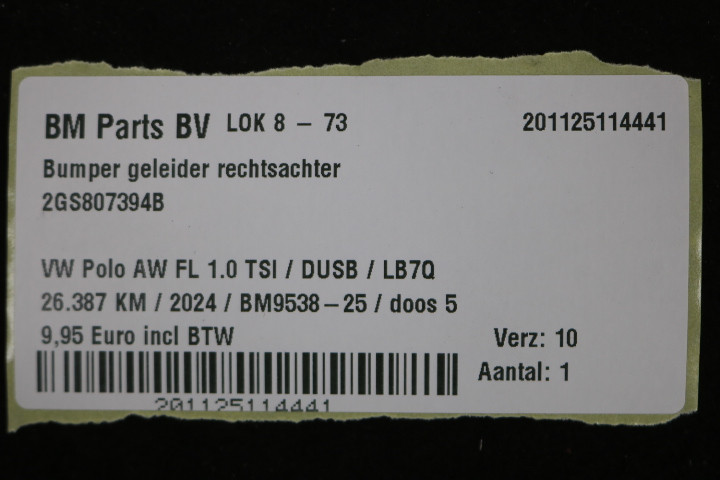 BM Parts BV LOK 8 - 73 201125114441
Bumper geleider rechtsachter
2GS807394B
VW Polo AW FL 1.0 TSI / DUSB / LB7Q
26.387 KM / 2024 / BM9538-25 / doos 5
9,95 Euro incl BTW Verz: 10
Aantal: 1
201125114441